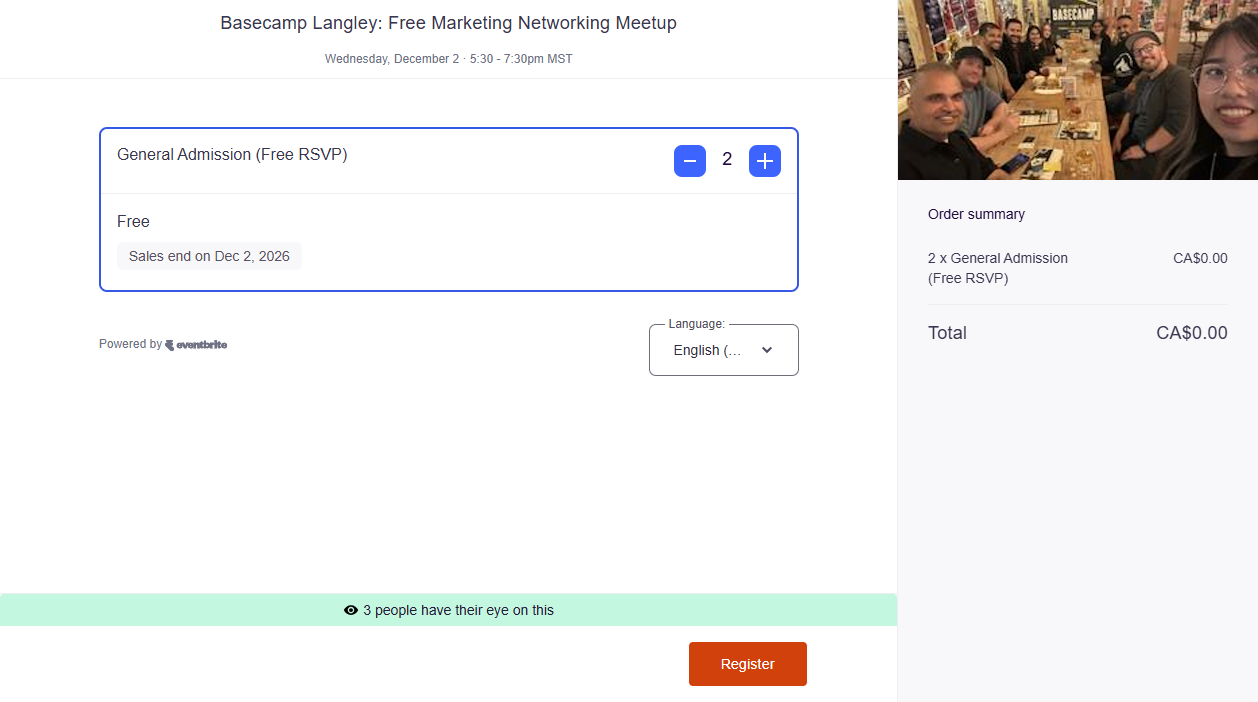 Basecamp Langley: Free Marketing Networking Meetup
Wednesday, December 2 · 5:30 - 7:30pm MST
General Admission (Free RSVP)
2
Free
Sales end on Dec 2, 2026
Powered by eventbrite
Language:
English (...
3 people have their eye on this
Register
BASECAMP
Order summary
2 x General Admission
(Free RSVP)
CA$0.00
Total
CA$0.00